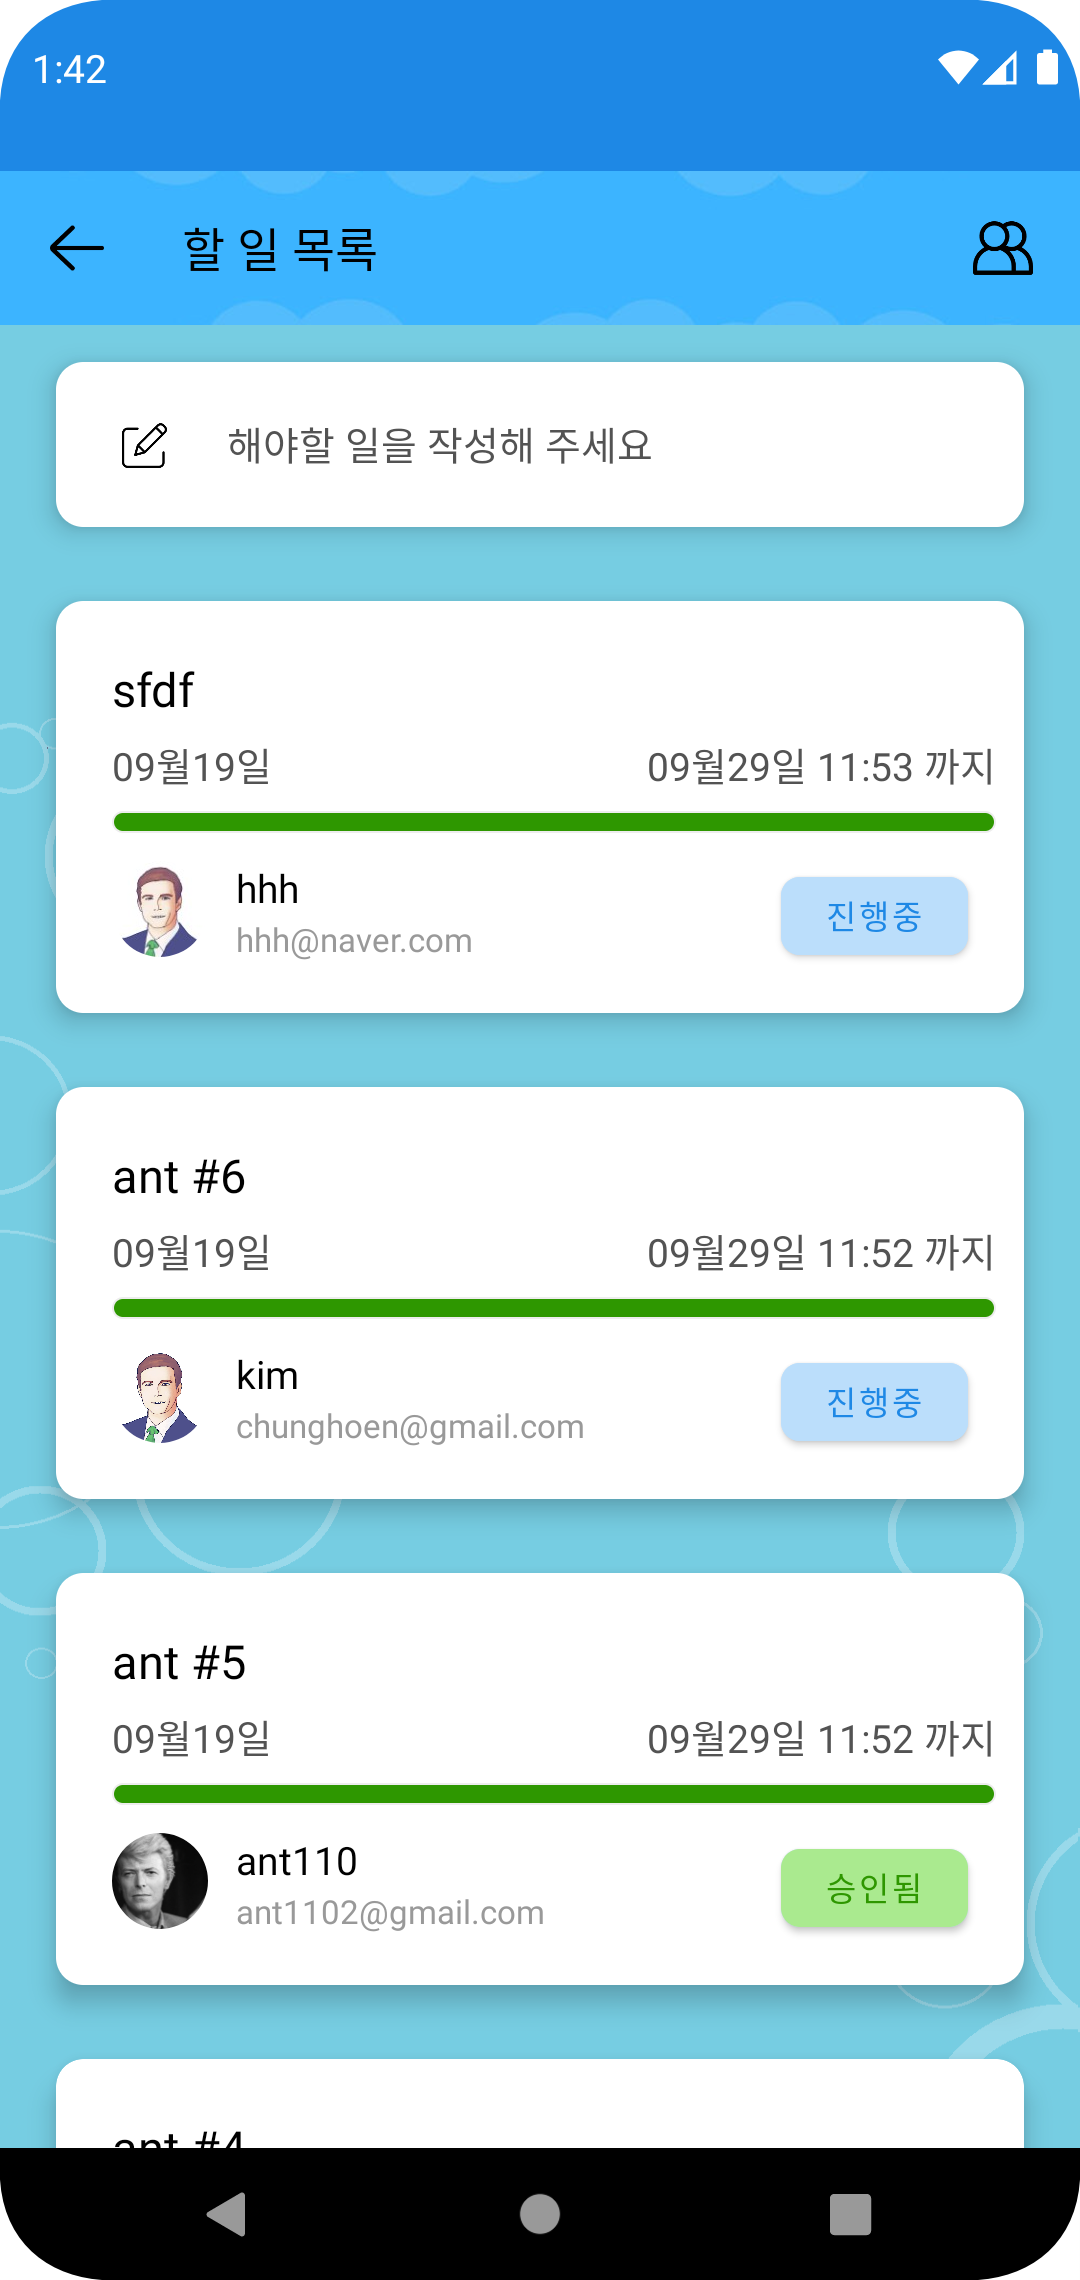 1:42
할 일 목록
해야할 일을 작성해 주세요
sfdf
09월19일 09월29일 11:53 까지
hhh
hhh@naver.com
진행중
ant #6
09월19일 09월29일 11:52 까지
kim
chunghoen@gmail.com
진행중
ant #5
09월19일 09월29일 11:52 까지
ant110
ant1102@gmail.com
승인됨
ant #4